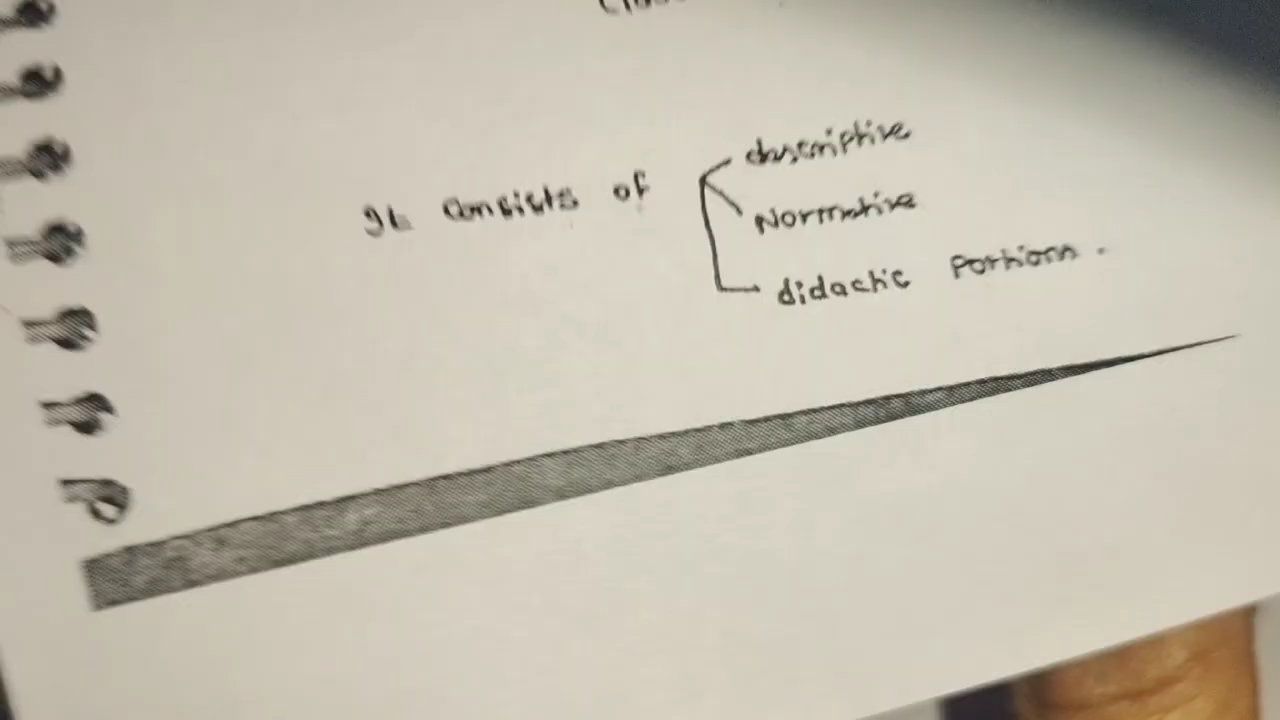 It consists of
descriptive
Normative
didactic Portions.